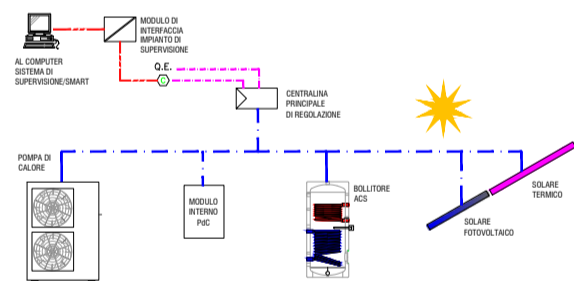 MODULO DI
INTERFACCIA
IMPIANTO DI
SUPERVISIONE
AL COMPUTER
SISTEMA DI
SUPERVISIONE/SMART
Q.E.
C
CENTRALINA
PRINCIPALE
DI REGOLAZIONE
POMPA DI
CALORE
MODULO
INTERNO
PdC
BOLLITORE
ACS
SOLARE
TERMICO
SOLARE
FOTOVOLTAICO